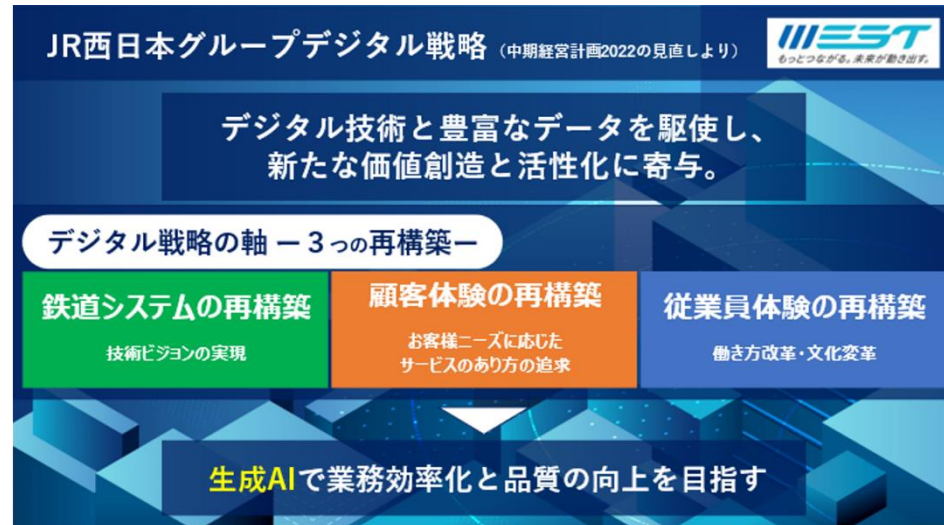 JR西日本グループデジタル戦略（中期経営計画2022の見直しより）
WEST
もっとつながる。未来が動き出す。
デジタル技術と豊富なデータを駆使し、
新たな価値創造と活性化に寄与。
デジタル戦略の軸 ー３つの再構築ー
鉄道システムの再構築
技術ビジョンの実現
顧客体験の再構築
お客様ニーズに応じた
サービスのあり方の追求
従業員体験の再構築
働き方改革・文化変革
生成AIで業務効率化と品質の向上を目指す